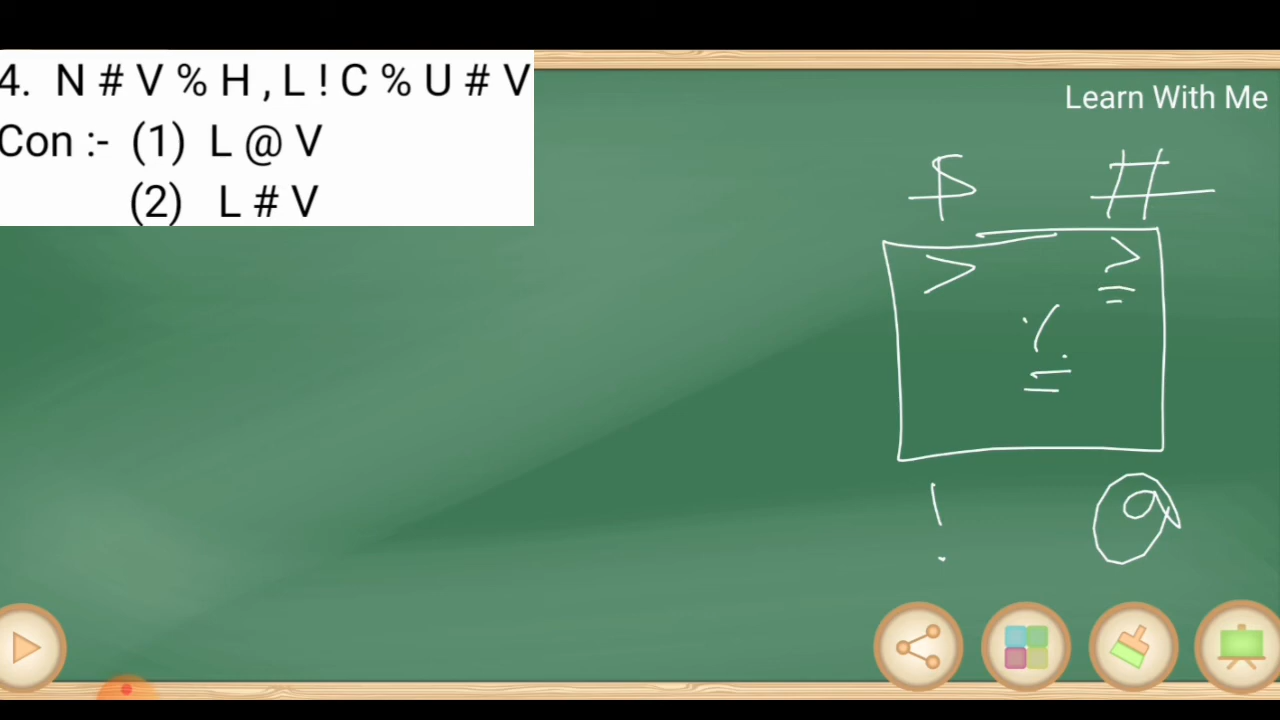 4. N # V % H , L ! C % U # V
Con :- (1) L @ V
(2) L # V
Learn With Me
$ #
> ≥
%
=
! @